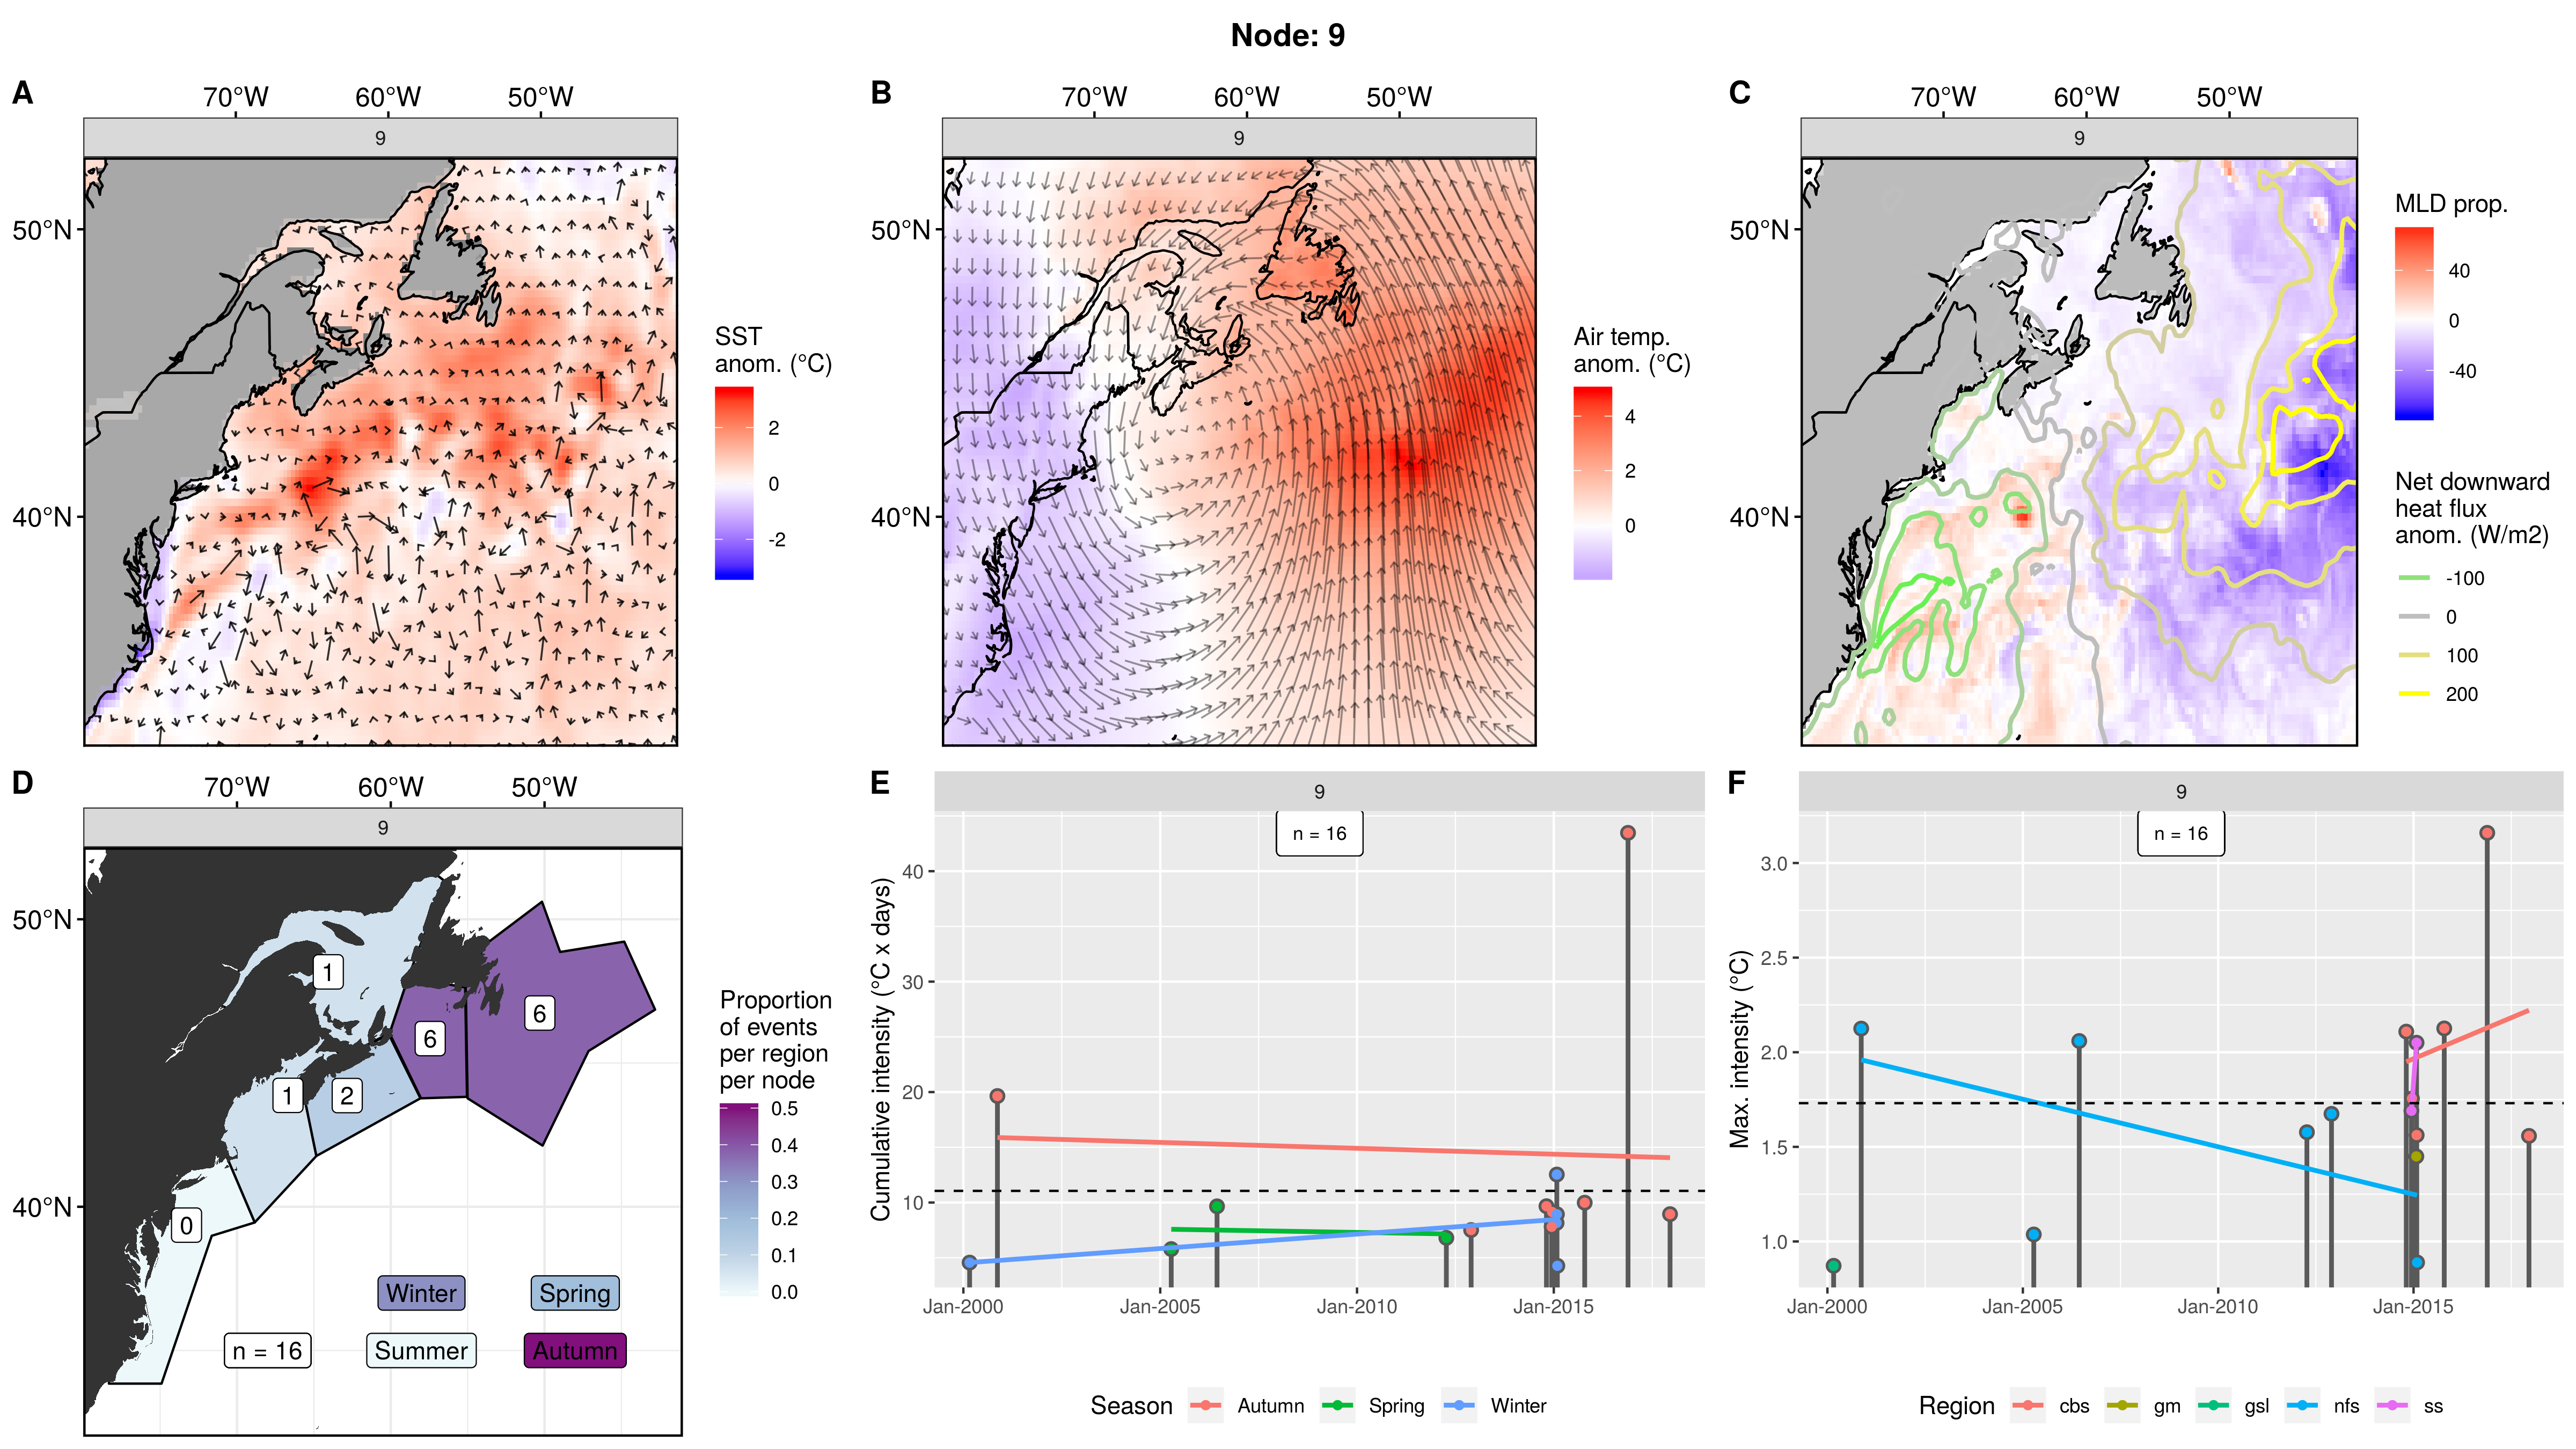 Node: 9
A
70°W 60°W 50°W
9
50°N
40°N
SST
anom. (°C)
2
0
-2
B
70°W 60°W 50°W
9
50°N
40°N
Air temp.
anom. (°C)
4
2
0
C
70°W 60°W 50°W
9
50°N
40°N
MLD prop.
40
0
-40
Net downward
heat flux
anom. (W/m2)
-100
0
100
200
D
70°W 60°W 50°W
9
50°N
40°N
1
6
6
1
2
0
Winter
Spring
n = 16
Summer
Autumn
Proportion
of events
per region
per node
0.5
0.4
0.3
0.2
0.1
0.0
E
9
n = 16
Cumulative intensity (°C x days)
40
30
20
10
Jan-2000 Jan-2005 Jan-2010 Jan-2015
Season Autumn Spring Winter
F
9
n = 16
Max. intensity (°C)
3.0
2.5
2.0
1.5
1.0
Jan-2000 Jan-2005 Jan-2010 Jan-2015
Region cbs gm gsl nfs ss